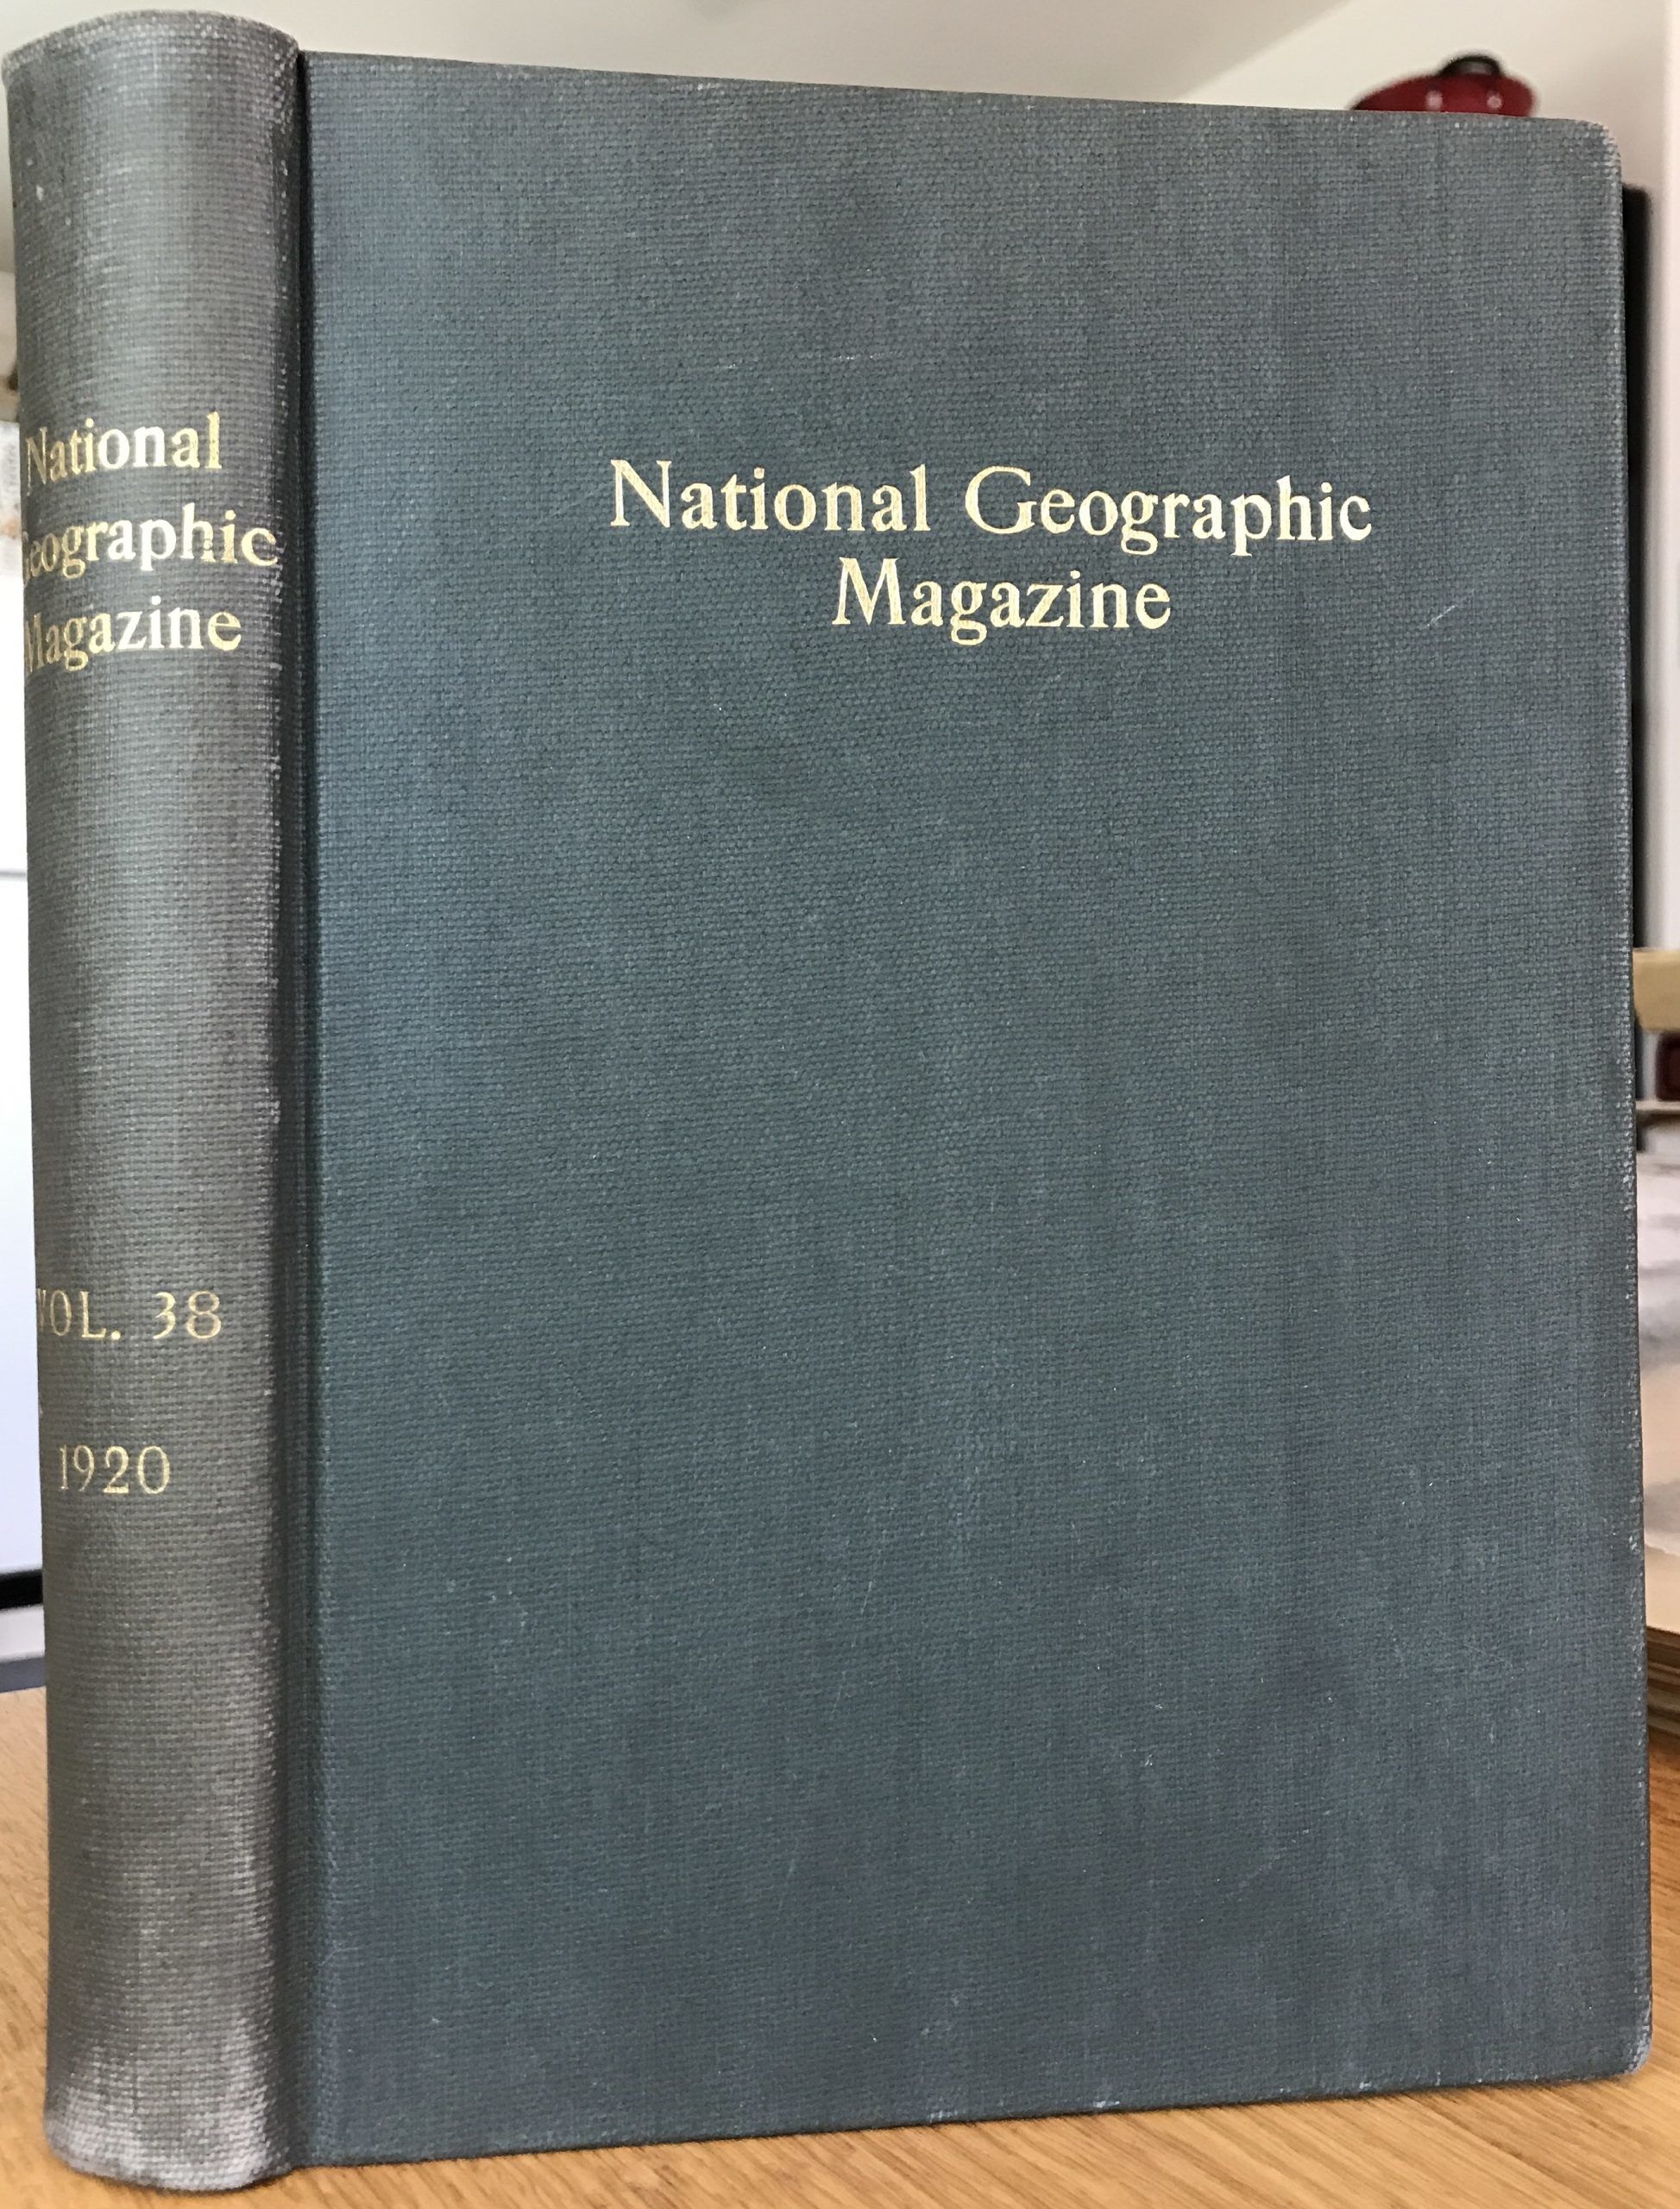 National
Geographic
Magazine
VOL. 38
1920
National Geographic
Magazine